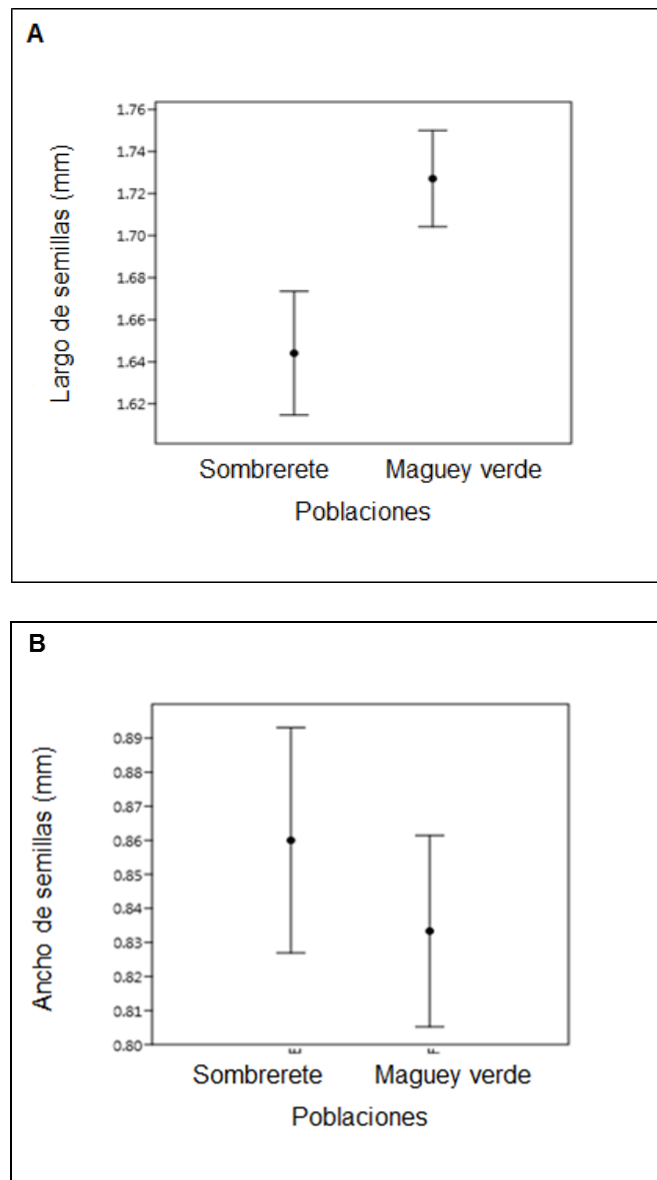 A
Largo de semillas (mm)
1.76
1.74
1.72
1.70
1.68
1.66
1.64
1.62
Sombrerete Maguey verde
Poblaciones
B
Ancho de semillas (mm)
0.89
0.88
0.87
0.86
0.85
0.84
0.83
0.82
0.81
0.80
E F
Sombrerete Maguey verde
Poblaciones